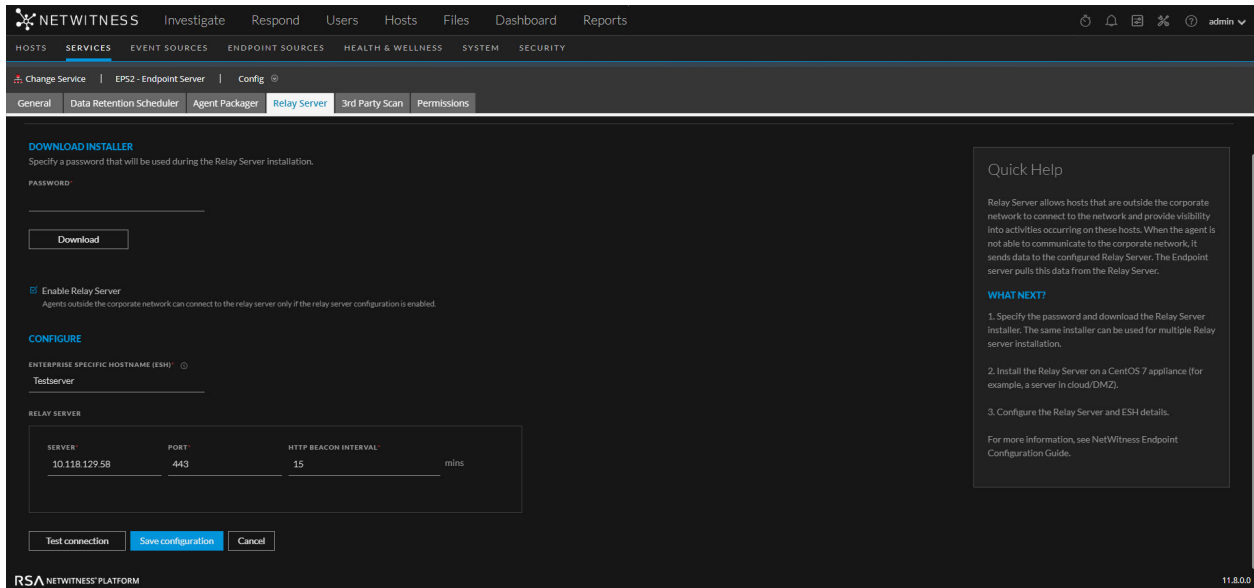 NETWITNESS Investigate Respond Users Hosts Files Dashboard Reports admin
HOSTS SERVICES EVENT SOURCES ENDPOINT SOURCES HEALTH & WELLNESS SYSTEM SECURITY
Change Service | EPS2 - Endpoint Server | Config
General Data Retention Scheduler Agent Packager Relay Server 3rd Party Scan Permissions
DOWNLOAD INSTALLER
Specify a password that will be used during the Relay Server installation.
PASSWORD*
Download
Enable Relay Server
Agents outside the corporate network can connect to the relay server only if the relay server configuration is enabled.
CONFIGURE
ENTERPRISE SPECIFIC HOSTNAME (ESH)*
Testserver
RELAY SERVER
SERVER* PORT* HTTP BEACON INTERVAL*
10.118.129.58 443 15 mins
Test connection Save configuration Cancel
Quick Help
Relay Server allows hosts that are outside the corporate
network to connect to the network and provide visibility
into activities occurring on these hosts. When the agent is
not able to communicate to the corporate network, it
sends data to the configured Relay Server. The Endpoint
server pulls this data from the Relay Server.
WHAT NEXT?
1. Specify the password and download the Relay Server
installer. The same installer can be used for multiple Relay
server installation.
2. Install the Relay Server on a CentOS 7 appliance (for
example, a server in cloud/DMZ).
3. Configure the Relay Server and ESH details.
For more information, see NetWitness Endpoint
Configuration Guide.
RSA NETWITNESS® PLATFORM 11.8.0.0